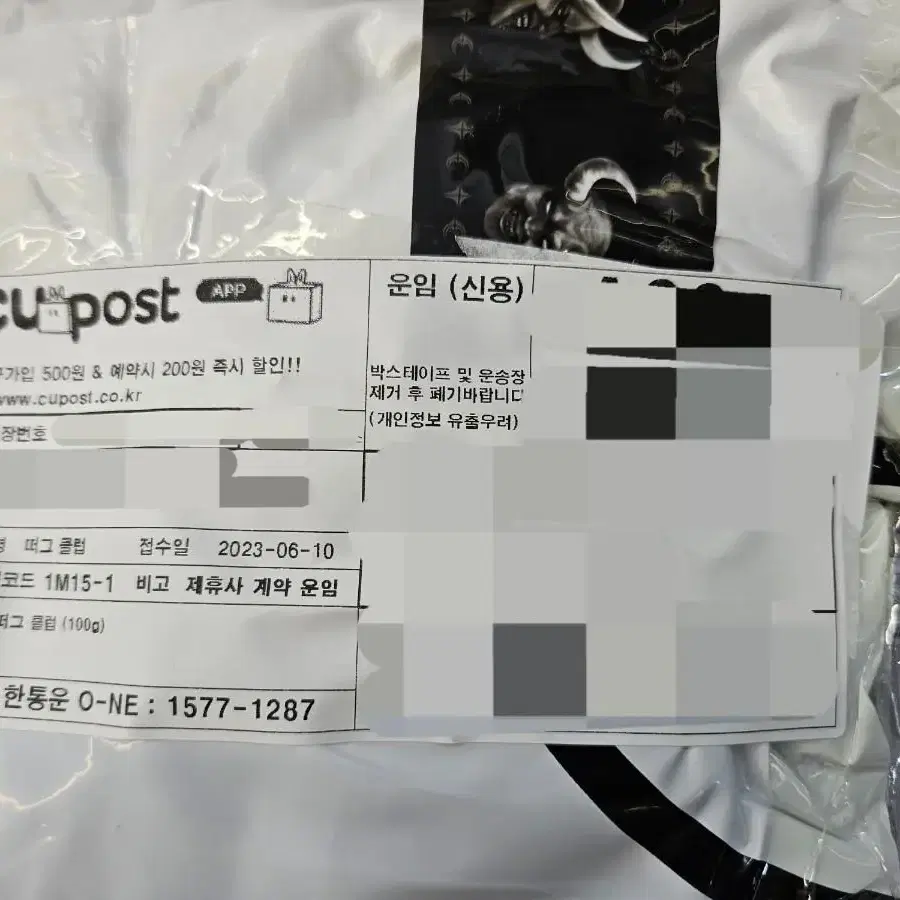 cu post APP
가입 500원 & 예약시 200원 즉시 할인!!
www.cupost.co.kr
장번호
떠그 클럽 접수일 2023-06-10
코드 1M15-1 비고 제휴사 계약 운임
떠그 클럽 (100g)
한통운 O-NE : 1577-1287
운임 (신용)
박스테이프 및 운송장
제거 후 폐기바랍니다
(개인정보 유출우려)